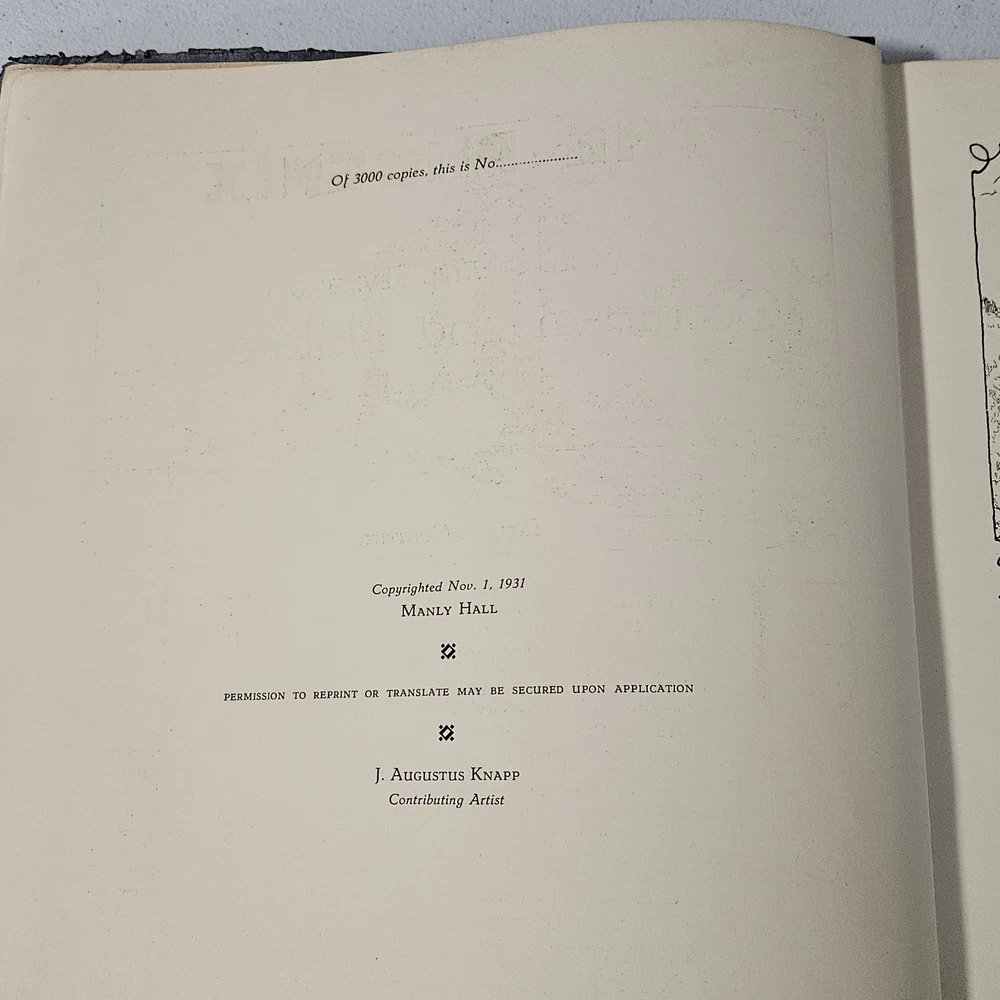 Of 3000 copies, this is No.....................
Copyrighted Nov. 1, 1931
MANLY HALL
PERMISSION TO REPRINT OR TRANSLATE MAY BE SECURED UPON APPLICATION
J. AUGUSTUS KNAPP
Contributing Artist